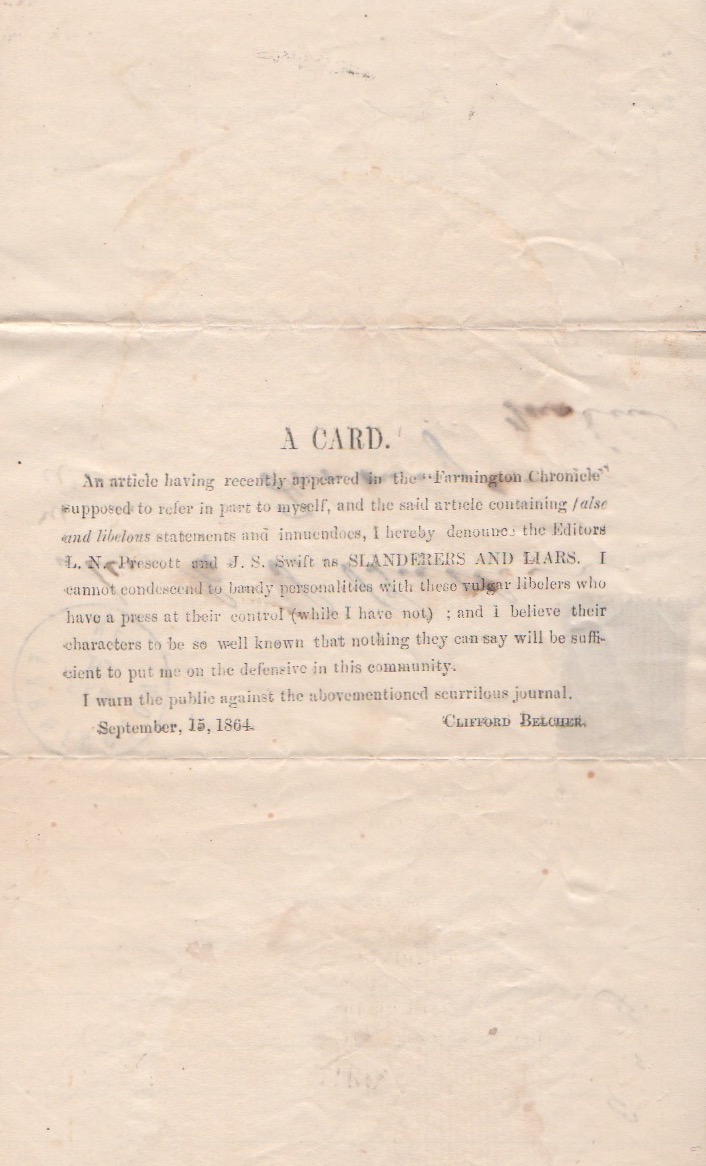 A CARD.
An article having recently appeared in the "Farmington Chronicle"
supposed to refer in part to myself, and the said article containing false
and libelous statements and innuendoes, I hereby denounce the Editors
L. N. Prescott and J. S. Swift as SLANDERERS AND LIARS. I
cannot condescend to bandy personalities with these vulgar libelers who
have a press at their control (while I have not) ; and I believe their
characters to be so well known that nothing they can say will be suffi-
cient to put me on the defensive in this community.
I warn the public against the abovementioned scurrilous journal.
September, 15, 1864. CLIFFORD BELCHER.